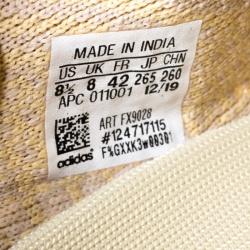 MADE IN INDIA
US UK FR JP CHN
8½ 8 42 265 260
APC 011001 12/19
ART FX9028
#124717115
F%GXXK3W00301
adidas